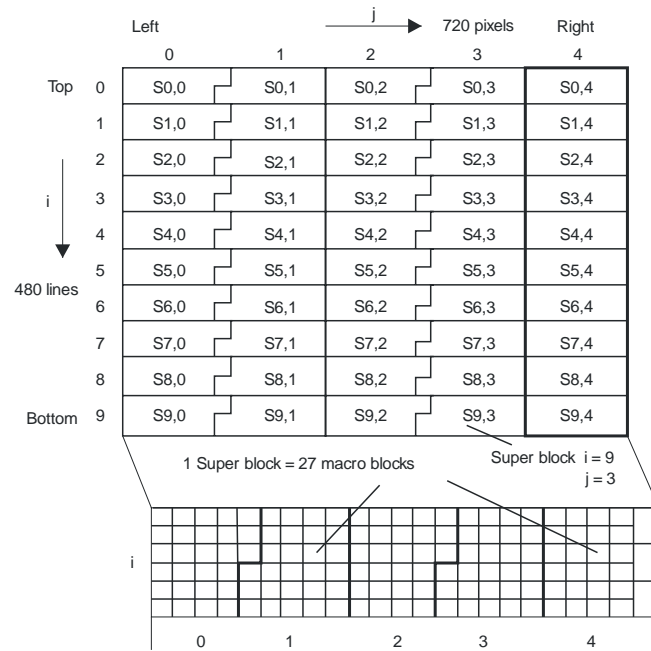 j
Left 720 pixels Right
0 1 2 3 4
Top 0 S0,0 S0,1 S0,2 S0,3 S0,4
1 S1,0 S1,1 S1,2 S1,3 S1,4
2 S2,0 S2,1 S2,2 S2,3 S2,4
i 3 S3,0 S3,1 S3,2 S3,3 S3,4
4 S4,0 S4,1 S4,2 S4,3 S4,4
5 S5,0 S5,1 S5,2 S5,3 S5,4
480 lines
6 S6,0 S6,1 S6,2 S6,3 S6,4
7 S7,0 S7,1 S7,2 S7,3 S7,4
8 S8,0 S8,1 S8,2 S8,3 S8,4
Bottom 9 S9,0 S9,1 S9,2 S9,3 S9,4
1 Super block = 27 macro blocks
Super block i = 9
j = 3
i
0 1 2 3 4